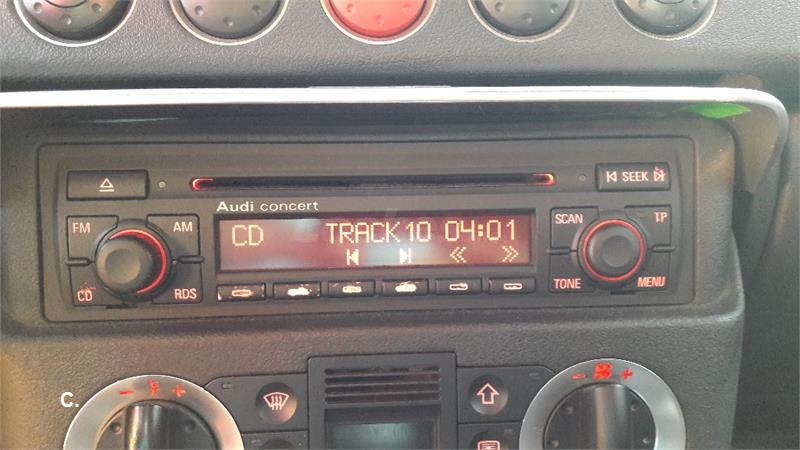 SEEK
Audi concert
FM
AM
CD TRACK10 04:01
SCAN
TP
CD
RDS
TONE
MENU
C.